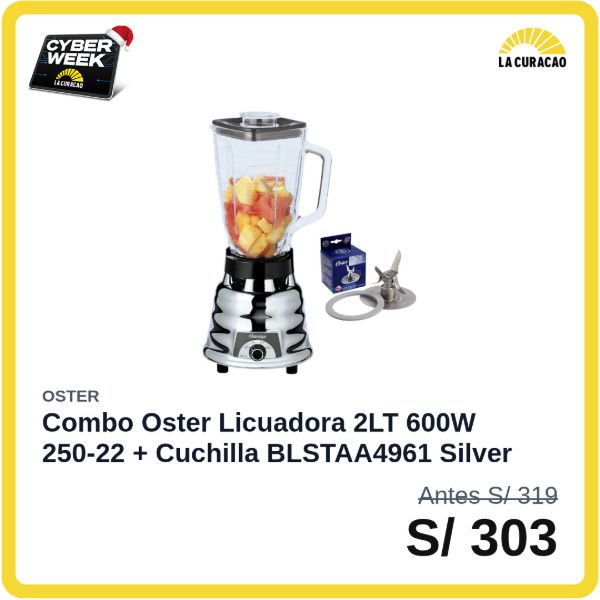 CYBER
WEEK
LA CURACAO
LA CURACAO
Oster
OSTER
Combo Oster Licuadora 2LT 600W
250-22 + Cuchilla BLSTAA4961 Silver
Antes S/ 319
S/ 303